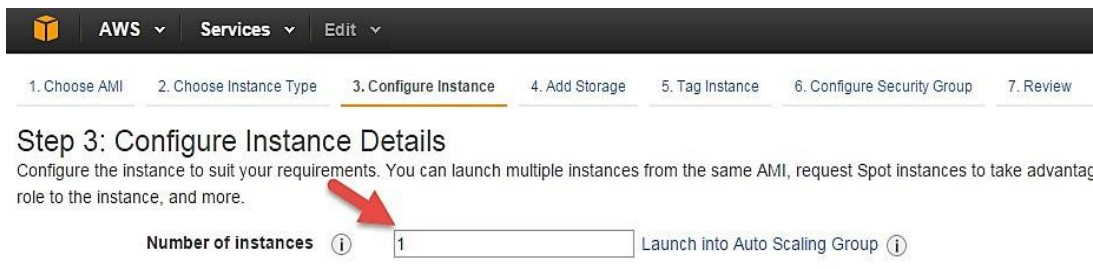 AWS Services Edit
1. Choose AMI 2. Choose Instance Type 3. Configure Instance 4. Add Storage 5. Tag Instance 6. Configure Security Group 7. Review
Step 3: Configure Instance Details
Configure the instance to suit your requirements. You can launch multiple instances from the same AMI, request Spot instances to take advantag
role to the instance, and more.
Number of instances i 1 Launch into Auto Scaling Group i